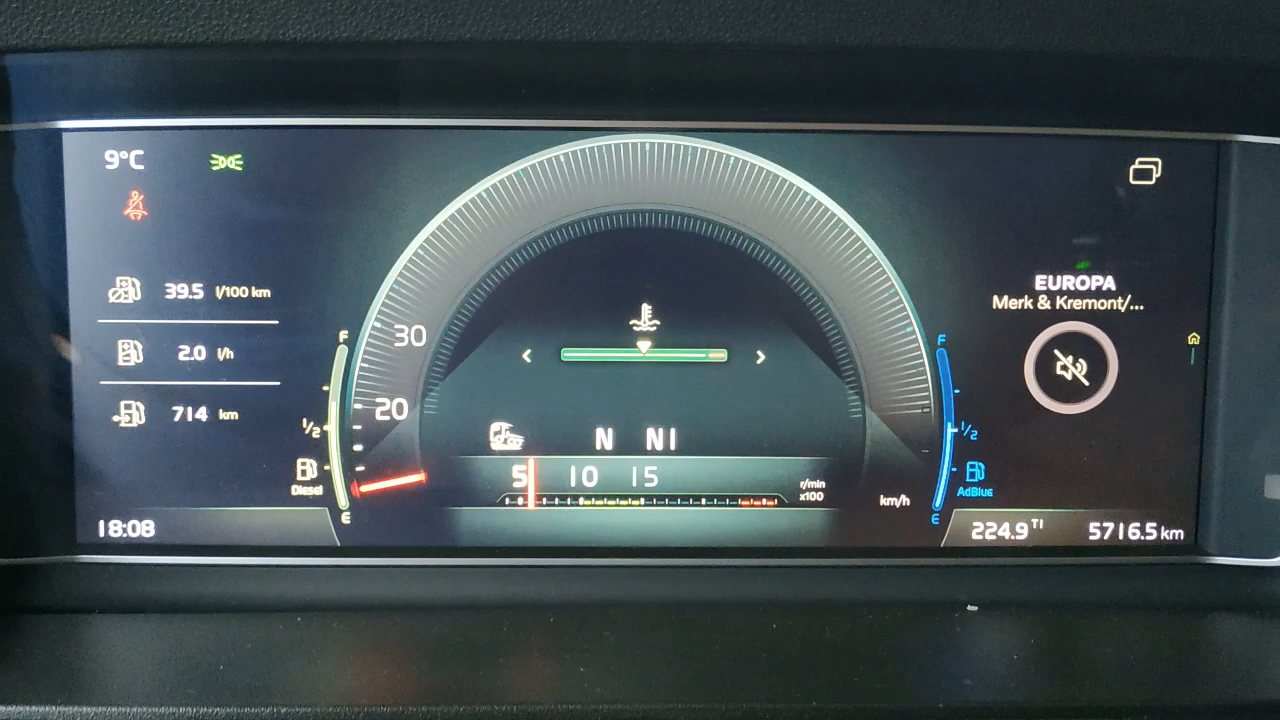 9°C
39.5 l/100 km
2.0 l/h
714 km
F
1/2
Diesel
E
18:08
30
20
N N1
5 10 15
r/min
x100
km/h
F
1/2
AdBlue
E
EUROPA
Merk & Kremont/...
224.9 T1
5716.5 km